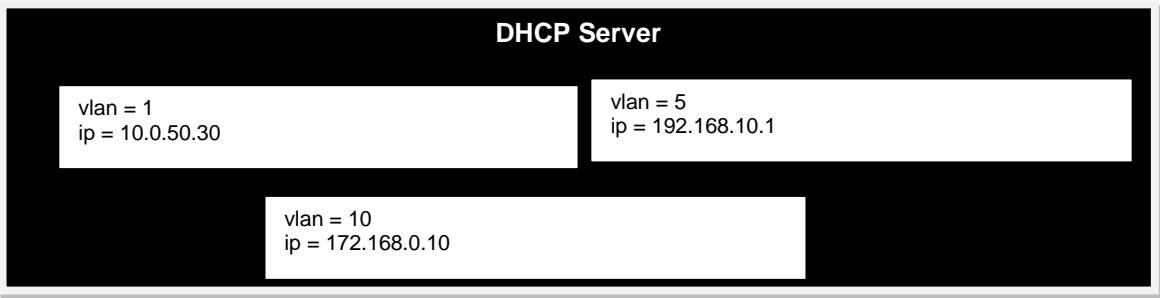 DHCP Server
vlan = 1
ip = 10.0.50.30
vlan = 5
ip = 192.168.10.1
vlan = 10
ip = 172.168.0.10